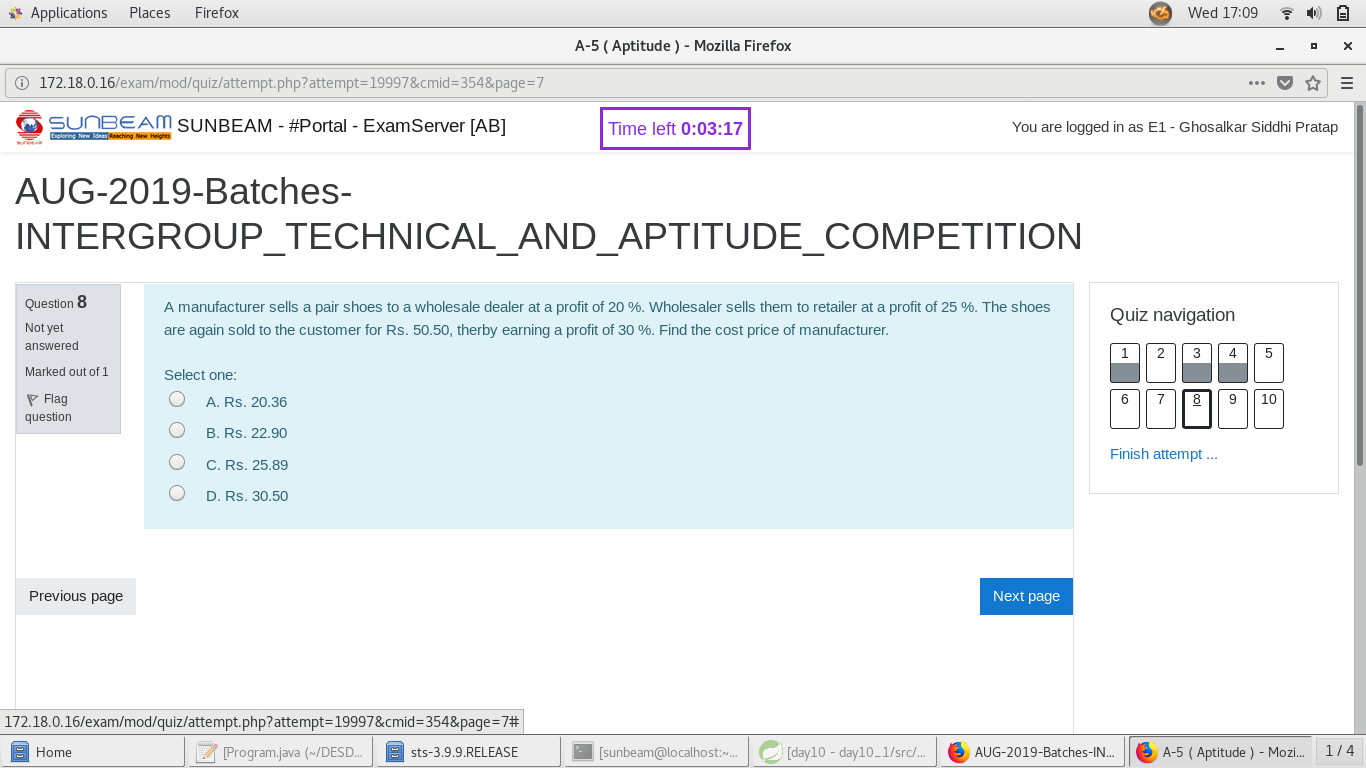 Applications Places Firefox Wed 17:09
A-5 ( Aptitude ) - Mozilla Firefox
172.18.0.16/exam/mod/quiz/attempt.php?attempt=19997&cmid=354&page=7
SUNBEAM
Exploring New Ideas Reaching New Heights
SUNBEAM
SUNBEAM - #Portal - ExamServer [AB]
Time left 0:03:17
You are logged in as E1 - Ghosalkar Siddhi Pratap
AUG-2019-Batches-
INTERGROUP_TECHNICAL_AND_APTITUDE_COMPETITION
Question 8
Not yet
answered
Marked out of 1
Flag
question
A manufacturer sells a pair shoes to a wholesale dealer at a profit of 20 %. Wholesaler sells them to retailer at a profit of 25 %. The shoes
are again sold to the customer for Rs. 50.50, therby earning a profit of 30 %. Find the cost price of manufacturer.
Select one:
A. Rs. 20.36
B. Rs. 22.90
C. Rs. 25.89
D. Rs. 30.50
Quiz navigation
1 2 3 4 5
6 7 8 9 10
Finish attempt ...
Previous page
Next page
172.18.0.16/exam/mod/quiz/attempt.php?attempt=19997&cmid=354&page=7#
Home [Program.java (~/DESD... sts-3.9.9.RELEASE [sunbeam@localhost:~... [day10 - day10_1/src/... AUG-2019-Batches-IN... A-5 ( Aptitude ) - Mozi... 1 / 4